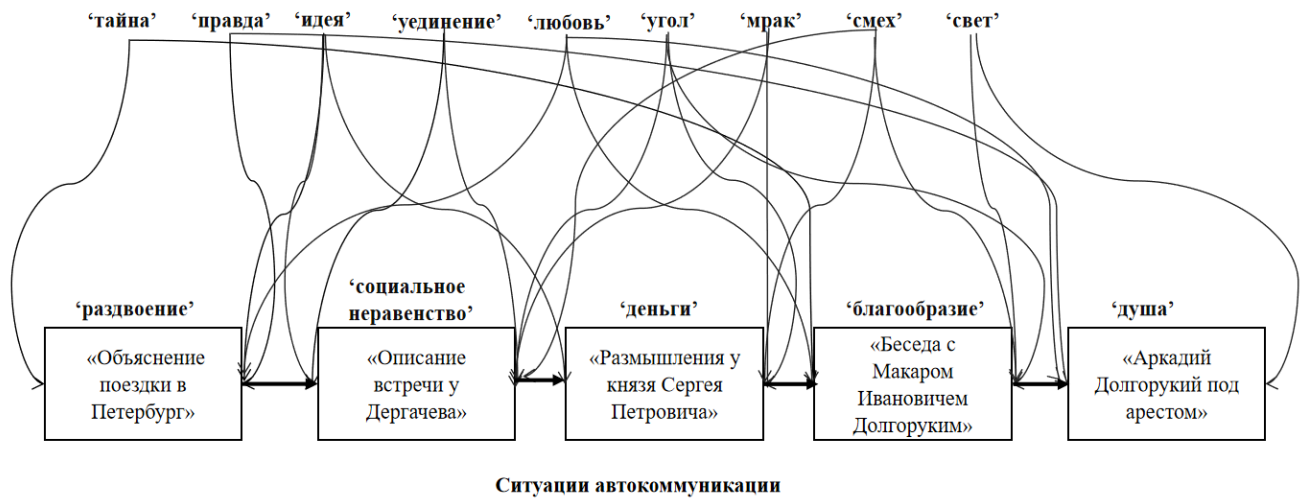 ‘тайна’ ‘правда’ ‘идея’ ‘уединение’ ‘любовь’ ‘угол’ ‘мрак’ ‘смех’ ‘свет’
‘раздвоение’
‘социальное
неравенство’
‘деньги’
‘благообразие’
‘душа’
«Объяснение
поездки в
Петербург»
«Описание
встречи у
Дергачева»
«Размышления у
князя Сергея
Петровича»
«Беседа с
Макаром
Ивановичем
Долгоруким»
«Аркадий
Долгорукий под
арестом»
Ситуации автокоммуникации